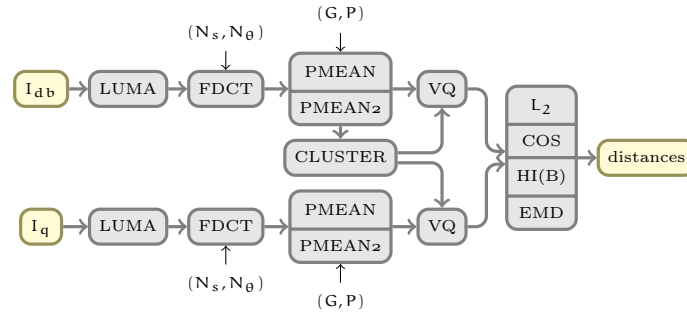 (G, P)
(N_s, N_θ)
I_db
LUMA
FDCT
PMEAN
PMEAN2
VQ
CLUSTER
L_2
COS
HI(B)
EMD
distances
I_q
LUMA
FDCT
PMEAN
PMEAN2
VQ
(N_s, N_θ)
(G, P)